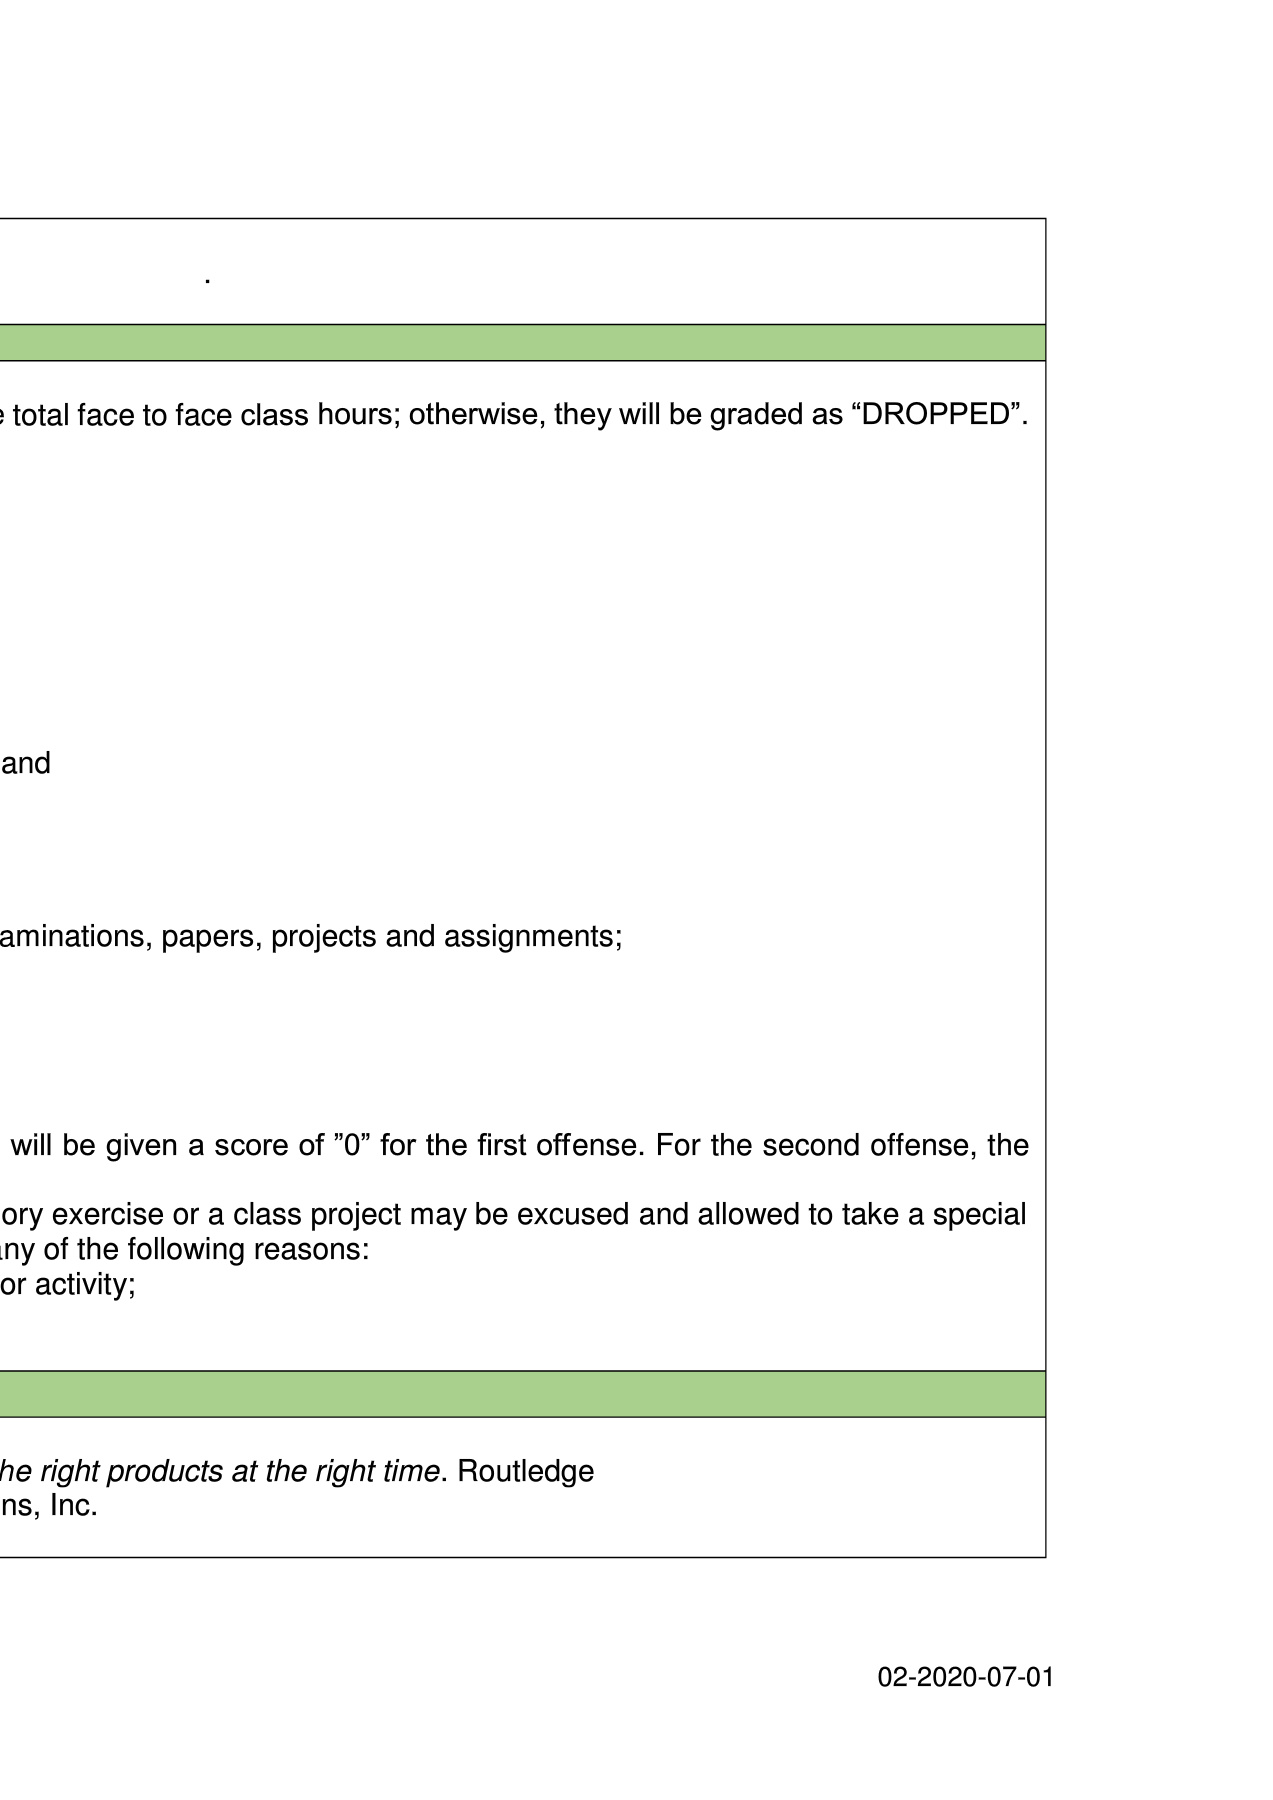 .
total face to face class hours; otherwise, they will be graded as “DROPPED”.
and
aminations, papers, projects and assignments;
will be given a score of ”0” for the first offense. For the second offense, the
ory exercise or a class project may be excused and allowed to take a special
any of the following reasons:
or activity;
he right products at the right time. Routledge
ns, Inc.
02-2020-07-01